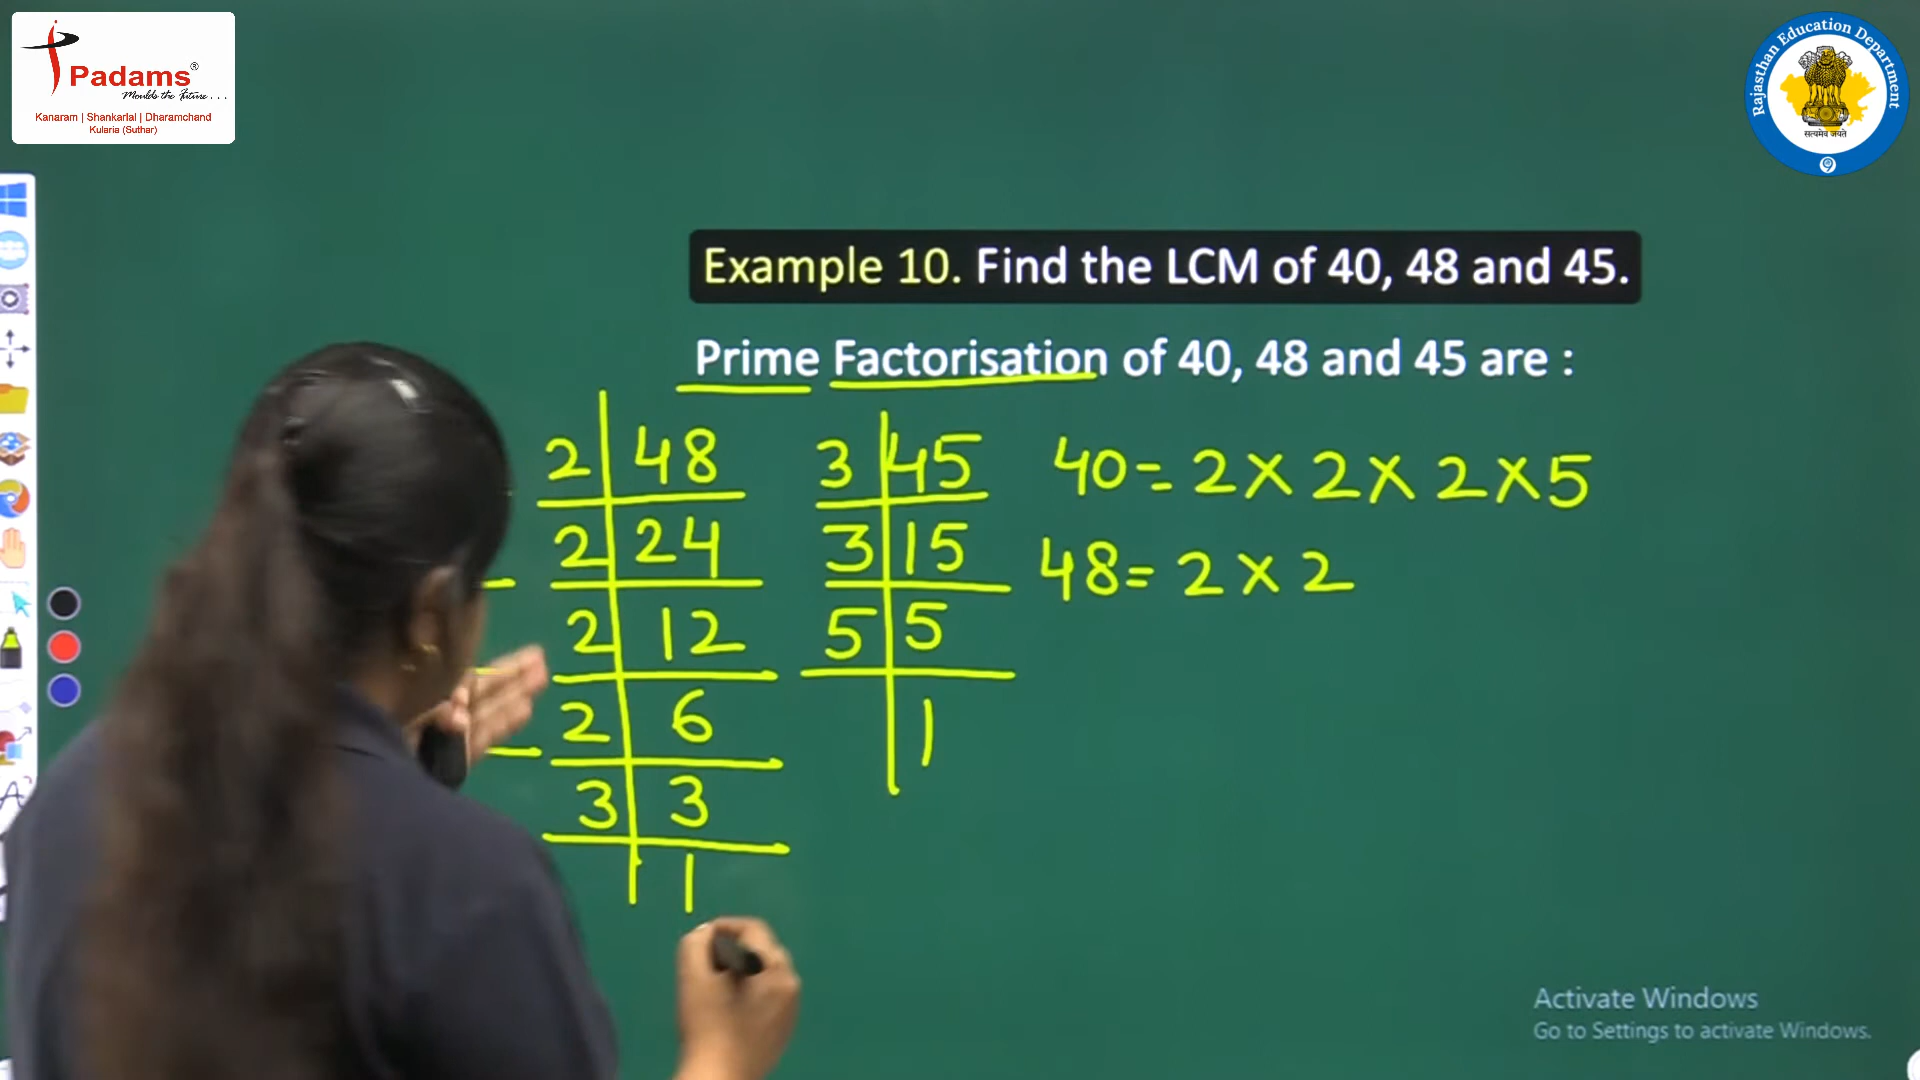 Padams®
Moulds the Future...
Kanaram | Shankarlal | Dharamchand
Kularia (Suthar)
Rajasthan Education Department
सत्यमेव जयते
Example 10. Find the LCM of 40, 48 and 45.
Prime Factorisation of 40, 48 and 45 are :
2 48
2 24
2 12
2 6
3 3
1
3 45
3 15
5 5
1
40= 2 × 2 × 2 × 5
48= 2 × 2
Activate Windows
Go to Settings to activate Windows.